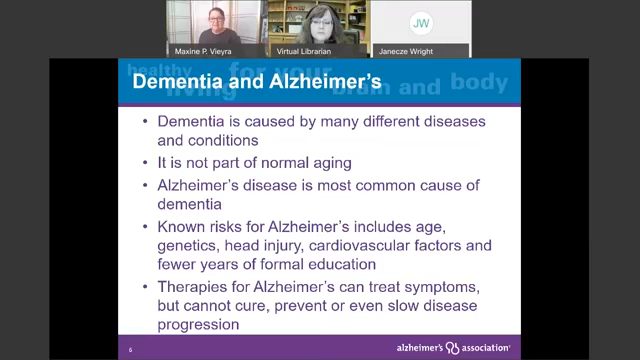 JW
Maxine P. Vieyra
Virtual Librarian
Janecze Wright
healthy living for your brain and body
Dementia and Alzheimer's
• Dementia is caused by many different diseases
and conditions
• It is not part of normal aging
• Alzheimer's disease is most common cause of
dementia
• Known risks for Alzheimer's includes age,
genetics, head injury, cardiovascular factors and
fewer years of formal education
• Therapies for Alzheimer's can treat symptoms,
but cannot cure, prevent or even slow disease
progression
6
alzheimer's association